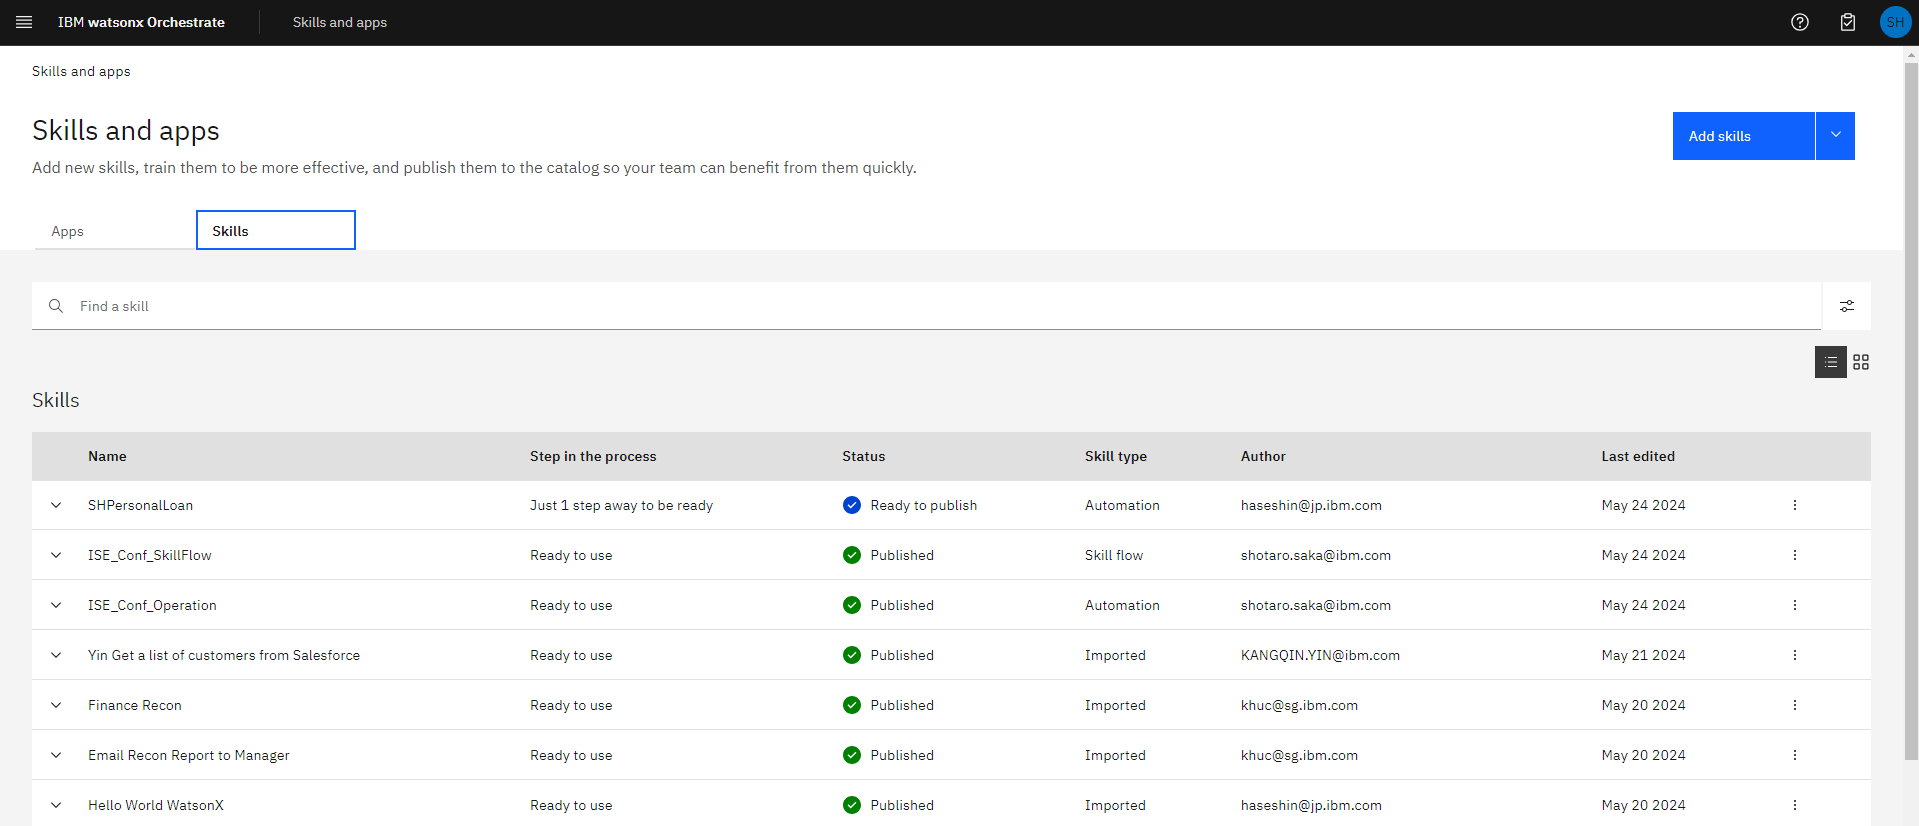 IBM watsonx Orchestrate Skills and apps SH
Skills and apps
Skills and apps
Add skills
Add new skills, train them to be more effective, and publish them to the catalog so your team can benefit from them quickly.
Apps Skills
Find a skill
Skills
Name Step in the process Status Skill type Author Last edited
SHPersonalLoan Just 1 step away to be ready Ready to publish Automation haseshin@jp.ibm.com May 24 2024
ISE_Conf_SkillFlow Ready to use Published Skill flow shotaro.saka@ibm.com May 24 2024
ISE_Conf_Operation Ready to use Published Automation shotaro.saka@ibm.com May 24 2024
Yin Get a list of customers from Salesforce Ready to use Published Imported KANGQIN.YIN@ibm.com May 21 2024
Finance Recon Ready to use Published Imported khuc@sg.ibm.com May 20 2024
Email Recon Report to Manager Ready to use Published Imported khuc@sg.ibm.com May 20 2024
Hello World WatsonX Ready to use Published Imported haseshin@jp.ibm.com May 20 2024